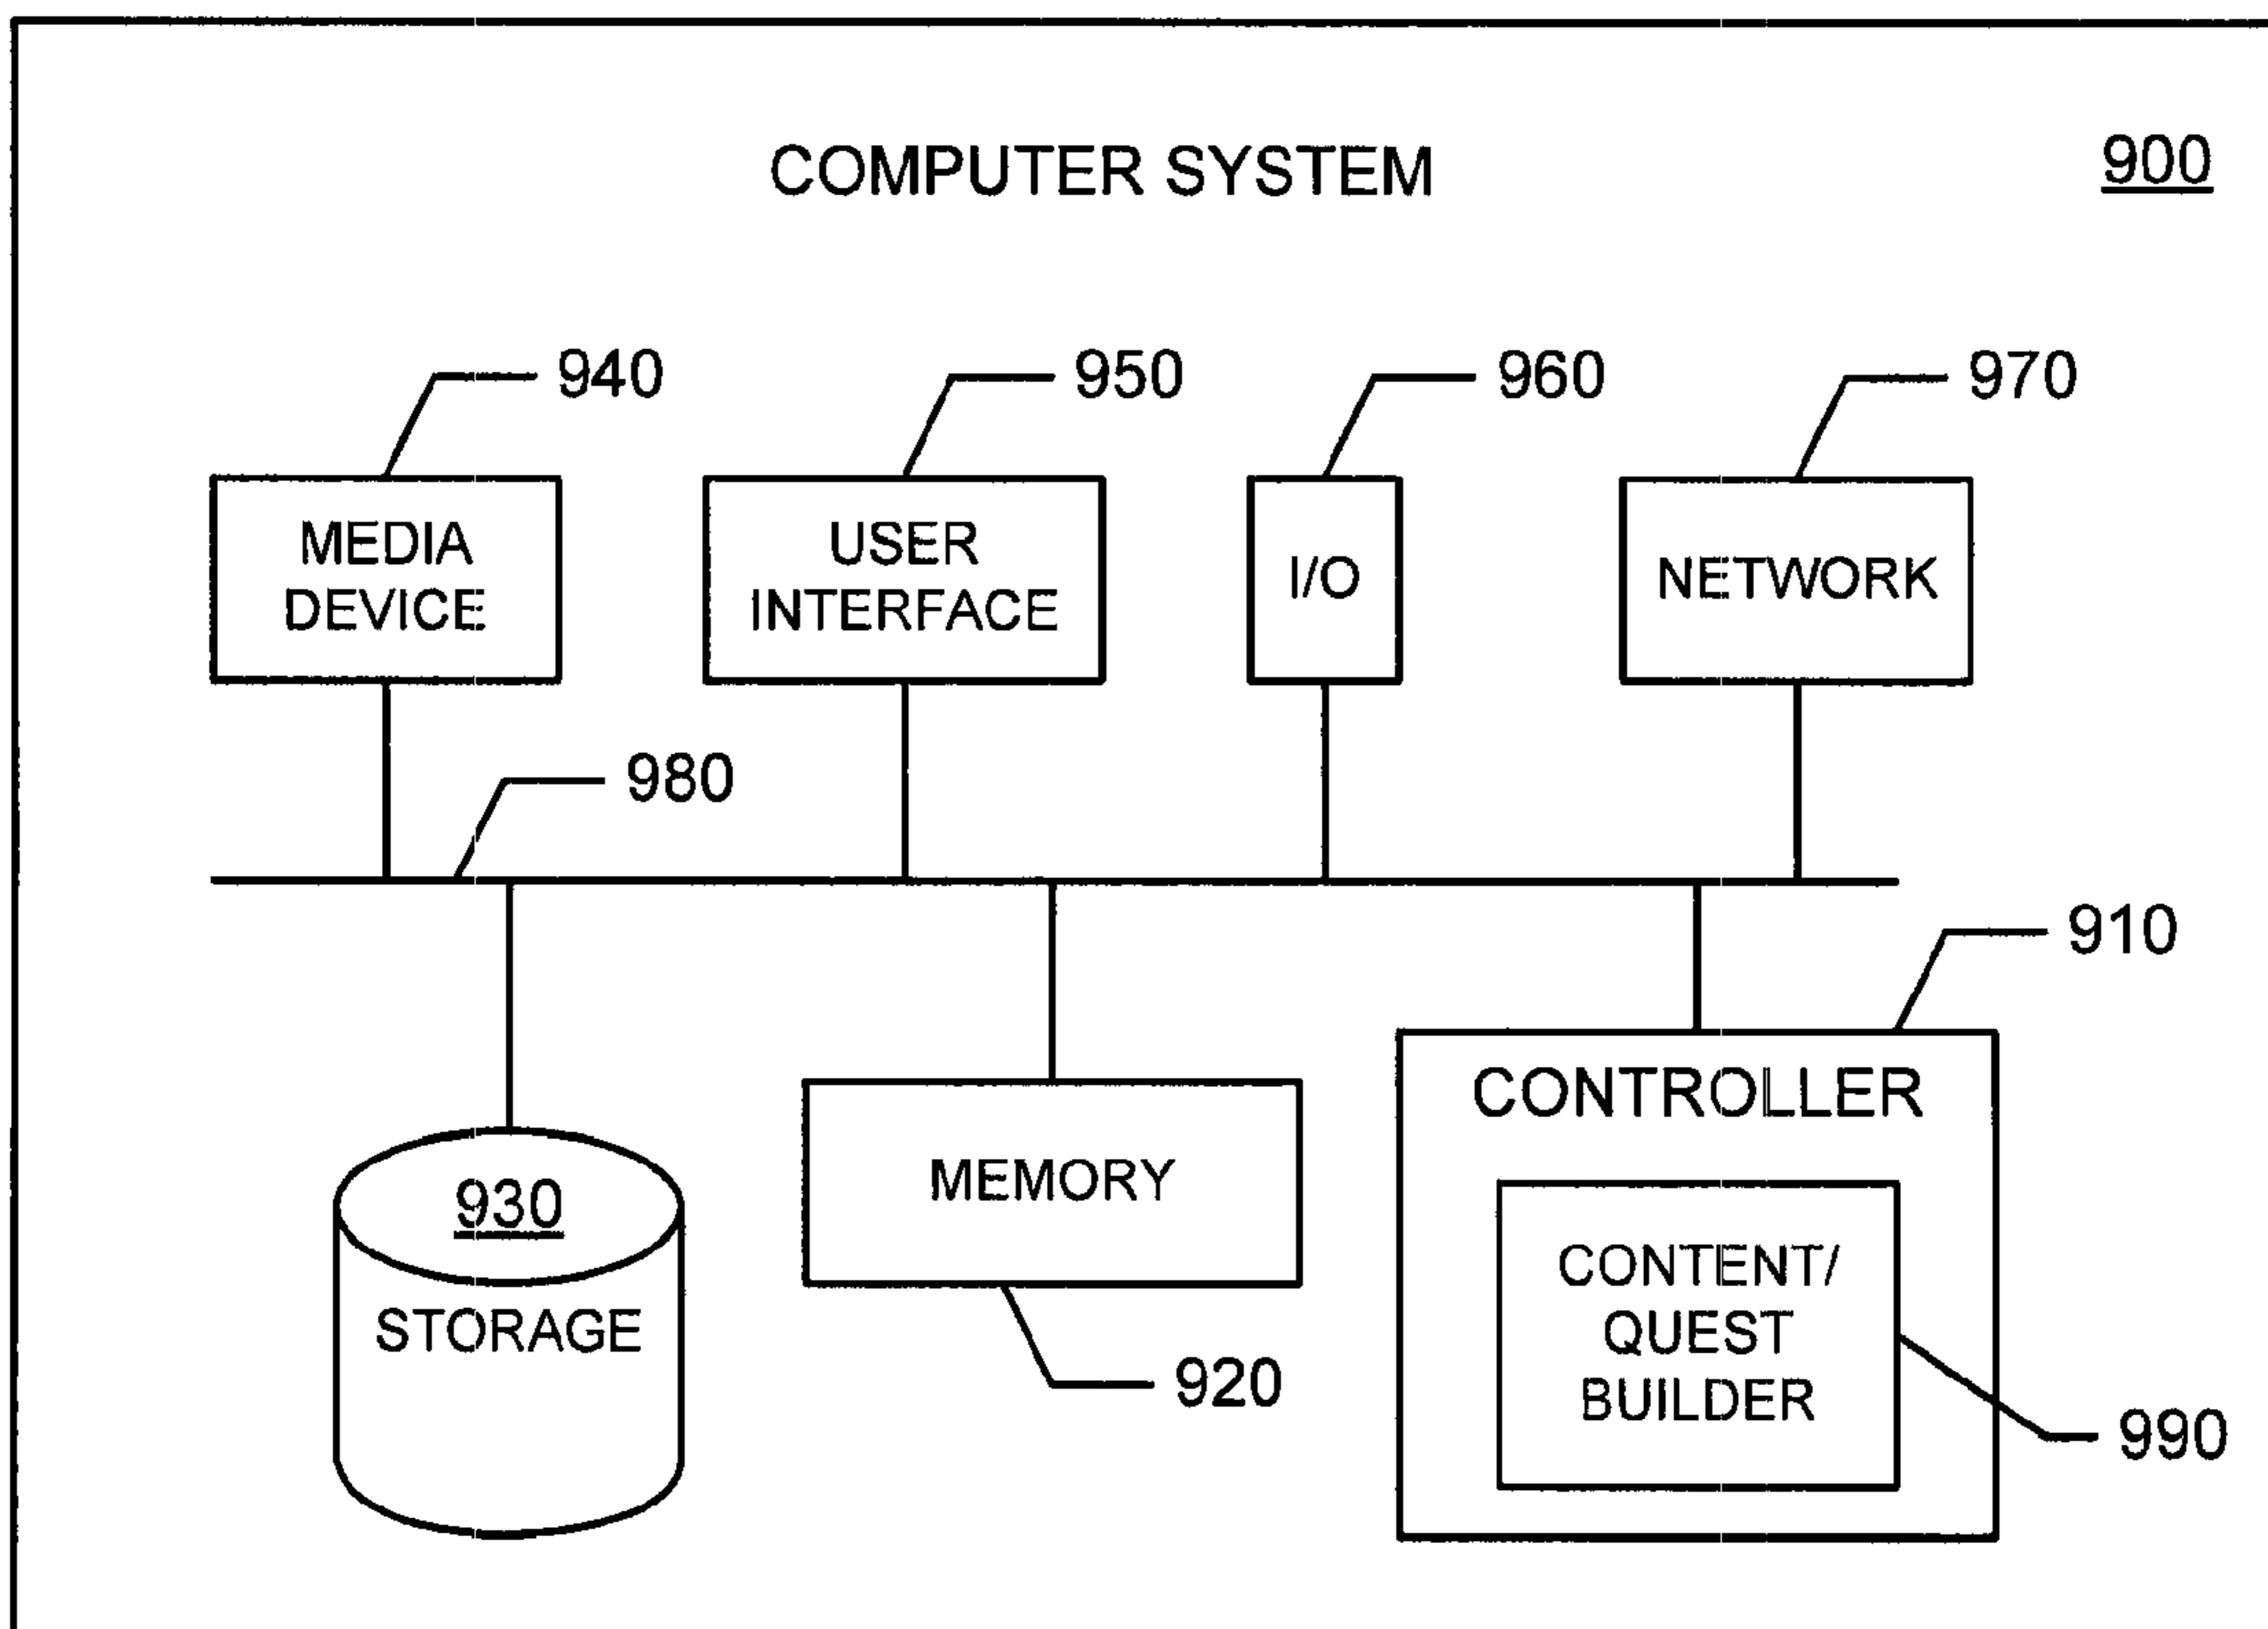 COMPUTER SYSTEM
900
940
950
960
970
MEDIA
DEVICE
USER
INTERFACE
I/O
NETWORK
980
910
CONTROLLER
930
STORAGE
MEMORY
920
CONTENT/
QUEST
BUILDER
990